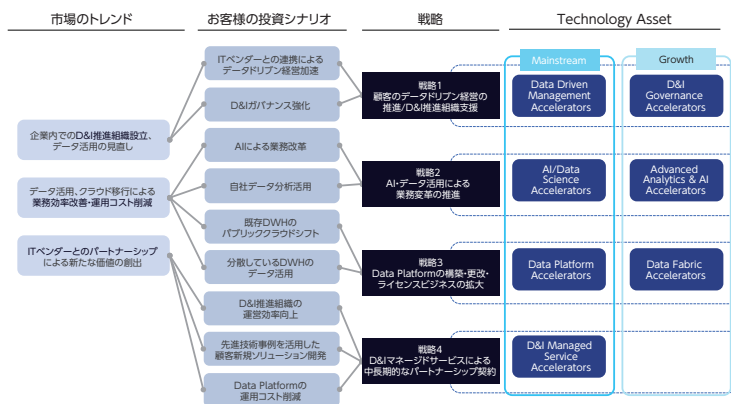 市場のトレンド
お客様の投資シナリオ
戦略
Technology Asset
企業内でのD&I推進組織設立、
データ活用の見直し
データ活用、クラウド移行による
業務効率改善・運用コスト削減
ITベンダーとのパートナーシップ
による新たな価値の創出
ITベンダーとの連携による
データドリブン経営加速
D&Iガバナンス強化
AIによる業務改革
自社データ分析活用
既存DWHの
パブリッククラウドシフト
分散しているDWHの
データ活用
D&I推進組織の
運営効率向上
先進技術事例を活用した
顧客新規ソリューション開発
Data Platformの
運用コスト削減
戦略1
顧客のデータドリブン経営の
推進/D&I推進組織支援
戦略2
AI・データ活用による
業務変革の推進
戦略3
Data Platformの構築・更改・
ライセンスビジネスの拡大
戦略4
D&Iマネージドサービスによる
中長期的なパートナーシップ契約
Mainstream
Data Driven
Management
Accelerators
AI/Data
Science
Accelerators
Data Platform
Accelerators
D&I Managed
Service
Accelerators
Growth
D&I
Governance
Accelerators
Advanced
Analytics & AI
Accelerators
Data Fabric
Accelerators